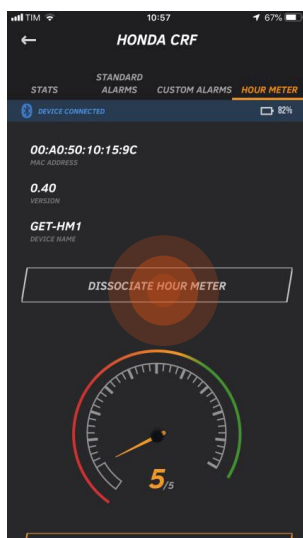 TIM 10:57 67%
HONDA CRF
STATS STANDARD ALARMS CUSTOM ALARMS HOUR METER
DEVICE CONNECTED 82%
00:A0:50:10:15:9C
MAC ADDRESS
0.40
VERSION
GET-HM1
DEVICE NAME
DISSOCIATE HOUR METER
5/5